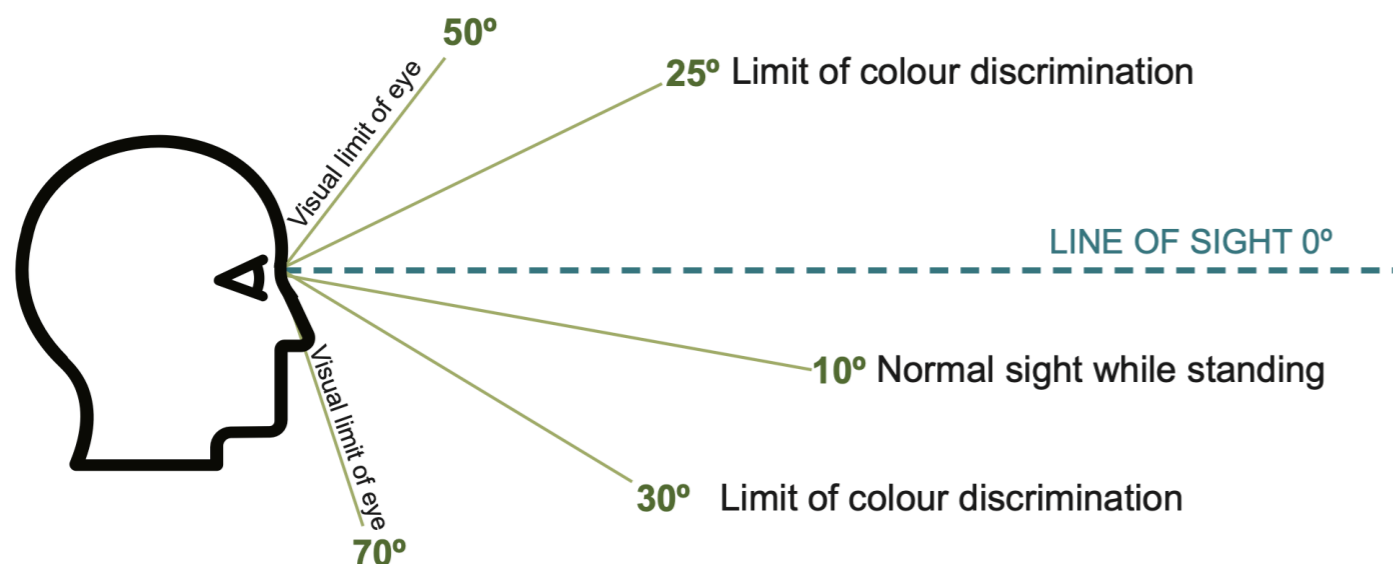 50º
Visual limit of eye
25º Limit of colour discrimination
LINE OF SIGHT 0º
10º Normal sight while standing
Visual limit of eye
30º Limit of colour discrimination
70º